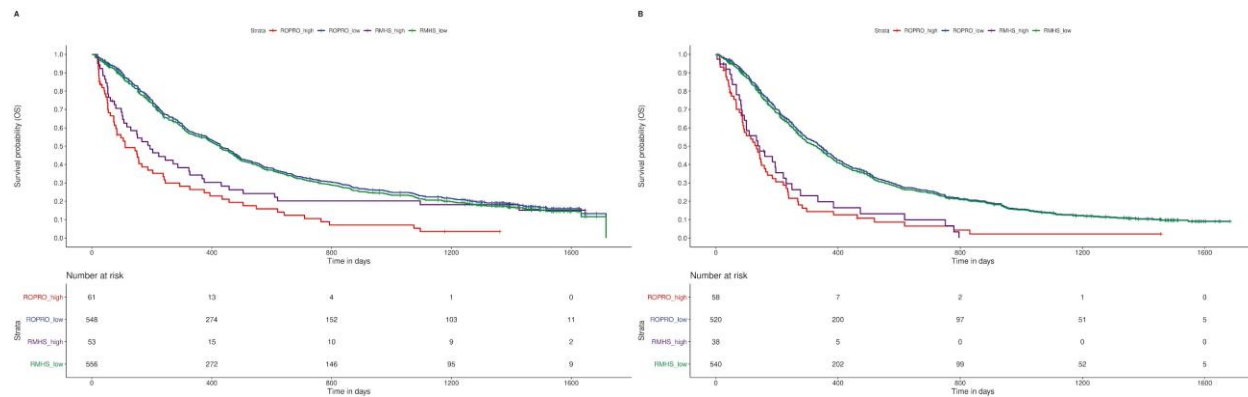 A
Strata ROPRO_high ROPRO_low RMHS_high RMHS_low
Survival probability (OS)
1.0
0.9
0.8
0.7
0.6
0.5
0.4
0.3
0.2
0.1
0.0
0 400 800 1200 1600
Time in days
Number at risk
Strata
ROPRO_high 61 13 4 1 0
ROPRO_low 548 274 152 103 11
RMHS_high 53 15 10 9 2
RMHS_low 556 272 146 95 9
0 400 800 1200 1600
Time in days
B
Strata ROPRO_high ROPRO_low RMHS_high RMHS_low
Survival probability (OS)
1.0
0.9
0.8
0.7
0.6
0.5
0.4
0.3
0.2
0.1
0.0
0 400 800 1200 1600
Time in days
Number at risk
Strata
ROPRO_high 58 7 2 1 0
ROPRO_low 520 200 97 51 5
RMHS_high 38 5 0 0 0
RMHS_low 540 202 99 52 5
0 400 800 1200 1600
Time in days